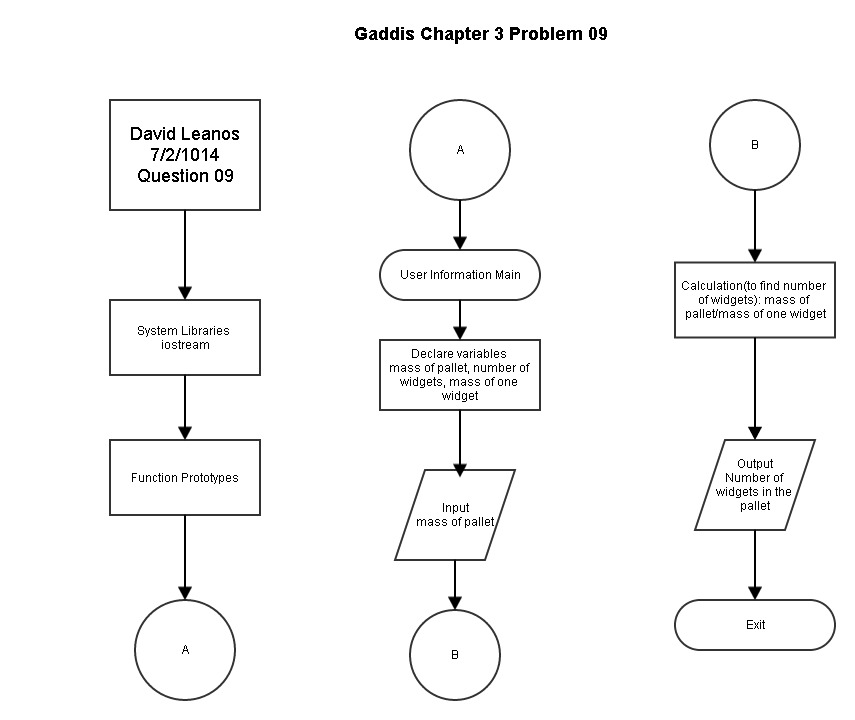 Gaddis Chapter 3 Problem 09
David Leanos
7/2/1014
Question 09
System Libraries
iostream
Function Prototypes
A
A
User Information Main
Declare variables
mass of pallet, number of
widgets, mass of one
widget
Input
mass of pallet
B
B
Calculation(to find number
of widgets): mass of
pallet/mass of one widget
Output
Number of
widgets in the
pallet
Exit